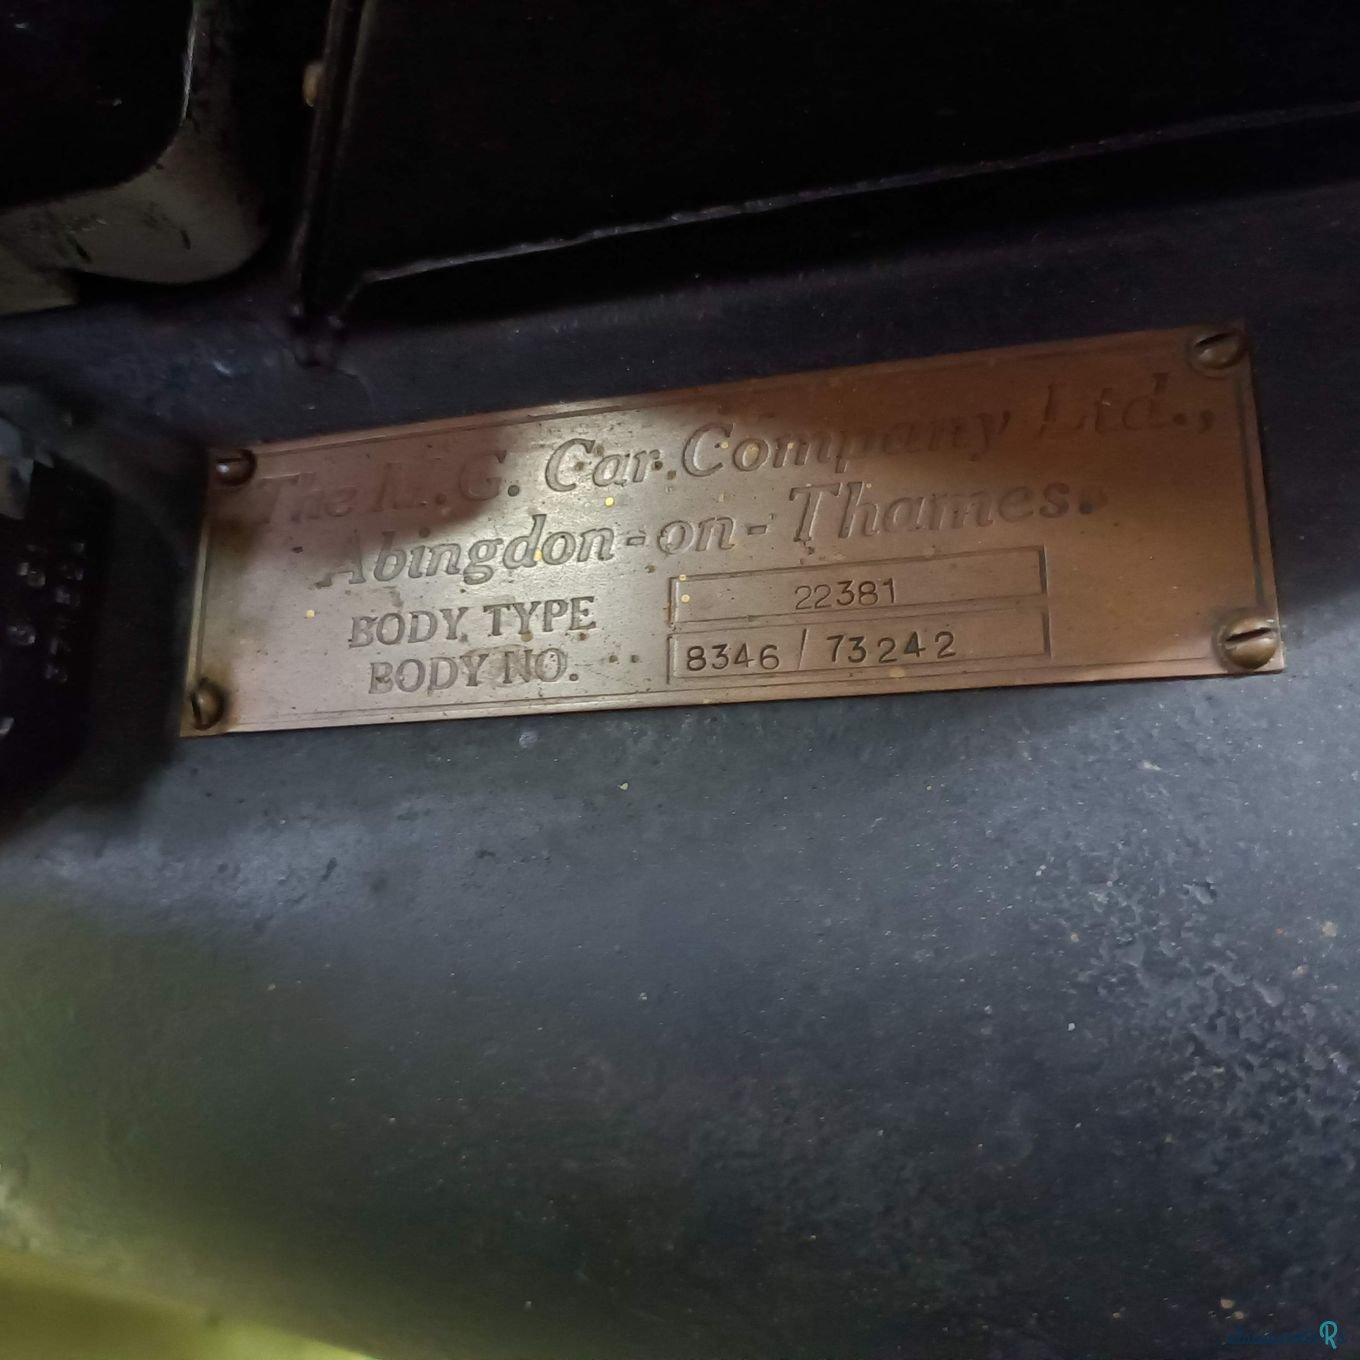 The M.G. Car Company Ltd.,
Abingdon-on-Thames.
BODY TYPE 22381
BODY NO. 8346 / 73242